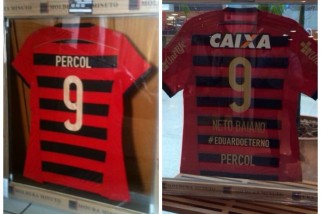 PERCOL
9
CAIXA
9
NETO BAIANO
#EDUARDOETERNO
PERCOL